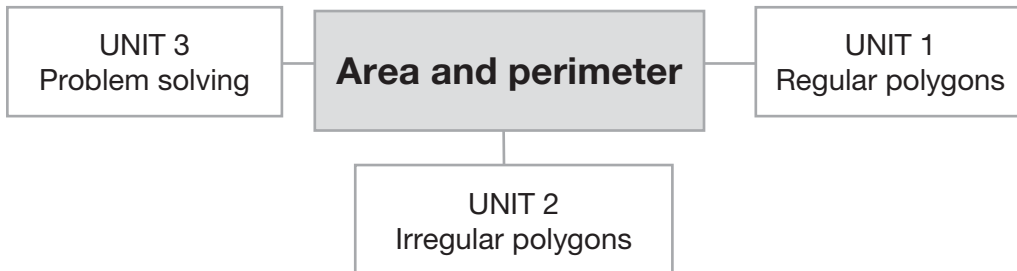 UNIT 3
Problem solving
Area and perimeter
UNIT 1
Regular polygons
UNIT 2
Irregular polygons